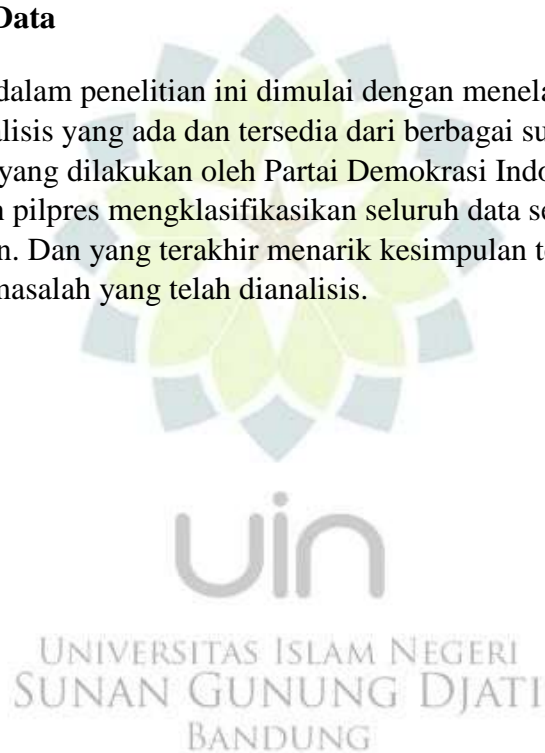 Data
dalam penelitian ini dimulai dengan menela
alisis yang ada dan tersedia dari berbagai su
yang dilakukan oleh Partai Demokrasi Indo
n pilpres mengklasifikasikan seluruh data se
n. Dan yang terakhir menarik kesimpulan te
masalah yang telah dianalisis.
uin
UNIVERSITAS ISLAM NEGERI
SUNAN GUNUNG DJATI
BANDUNG